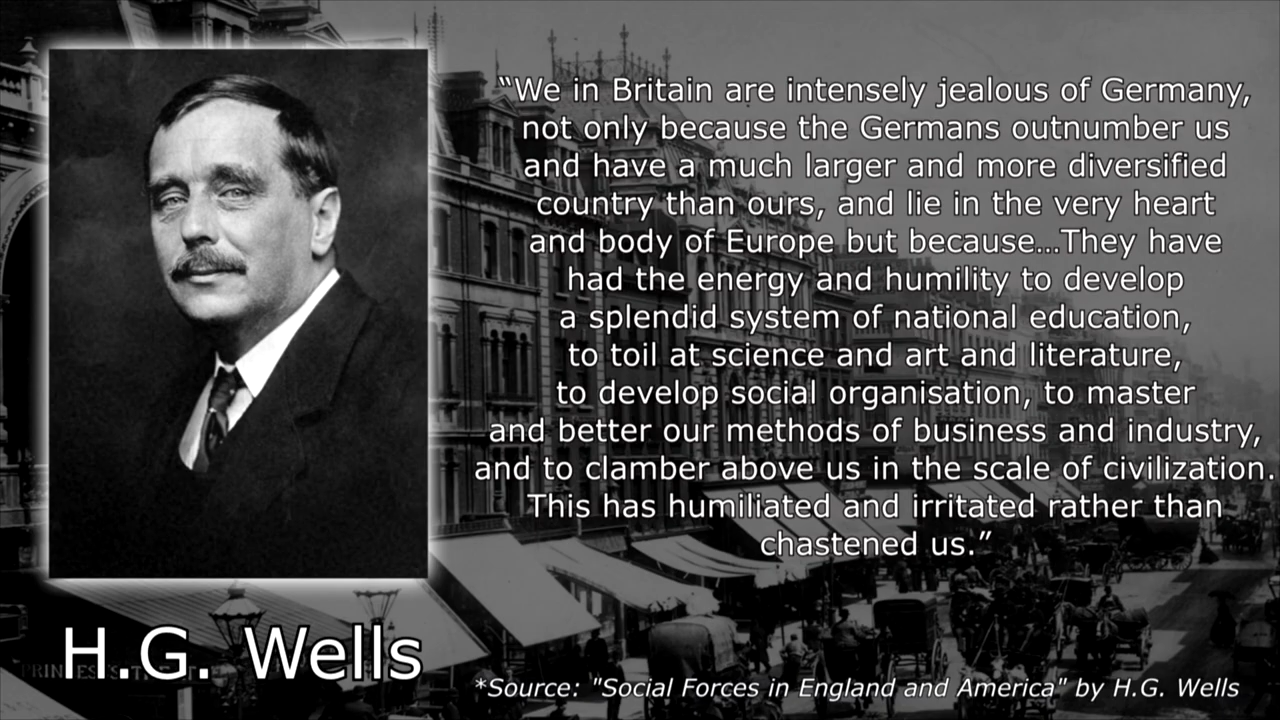 “We in Britain are intensely jealous of Germany,
not only because the Germans outnumber us
and have a much larger and more diversified
country than ours, and lie in the very heart
and body of Europe but because...They have
had the energy and humility to develop
a splendid system of national education,
to toil at science and art and literature,
to develop social organisation, to master
and better our methods of business and industry,
and to clamber above us in the scale of civilization.
This has humiliated and irritated rather than
chastened us.”
H.G. Wells
*Source: "Social Forces in England and America" by H.G. Wells